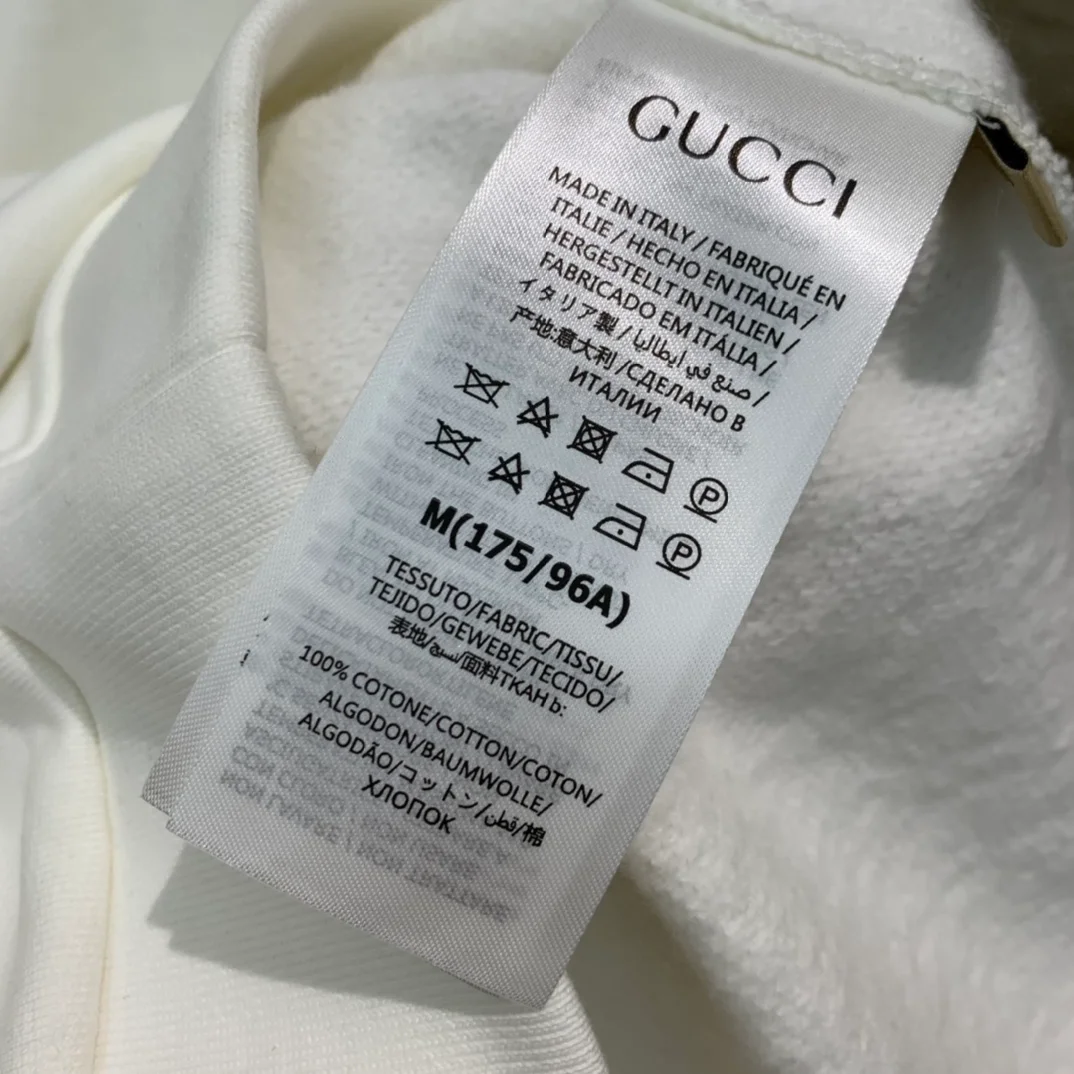 GUCCI
MADE IN ITALY / FABRIQUÉ EN
ITALIE / HECHO EN ITALIA /
HERGESTELLT IN ITALIEN /
FABRICADO EM ITÁLIA /
イタリア製 / صنع في ايطاليا /
产地:意大利 /СДЕЛАНО В
ИТАЛИИ
P
P
M(175/96A)
TESSUTO/FABRIC/TISSU/
TEJIDO/GEWEBE/TECIDO/
表地/نسيج/面料ТКАНЬ:
100% COTONE/COTTON/COTON/
ALGODON/BAUMWOLLE/
ALGODÃO/コットン/قطن/棉
ХЛОПОК